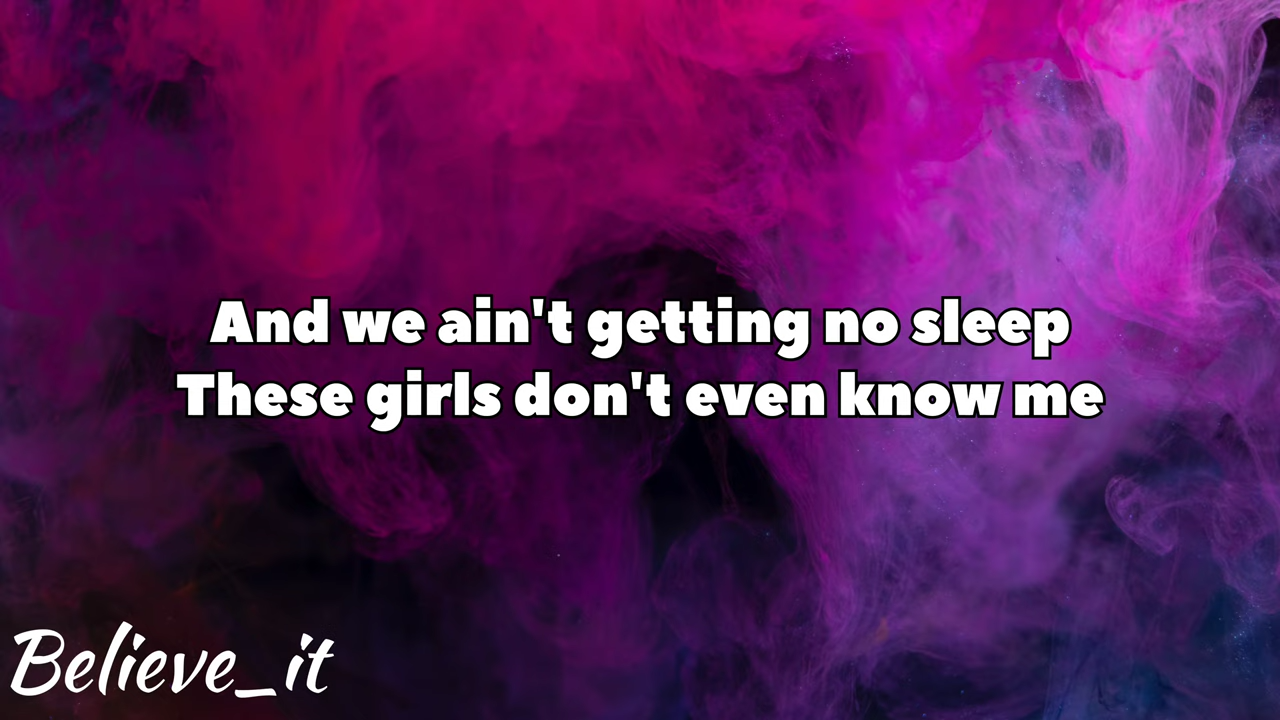 And we ain't getting no sleep
These girls don't even know me
Believe_it